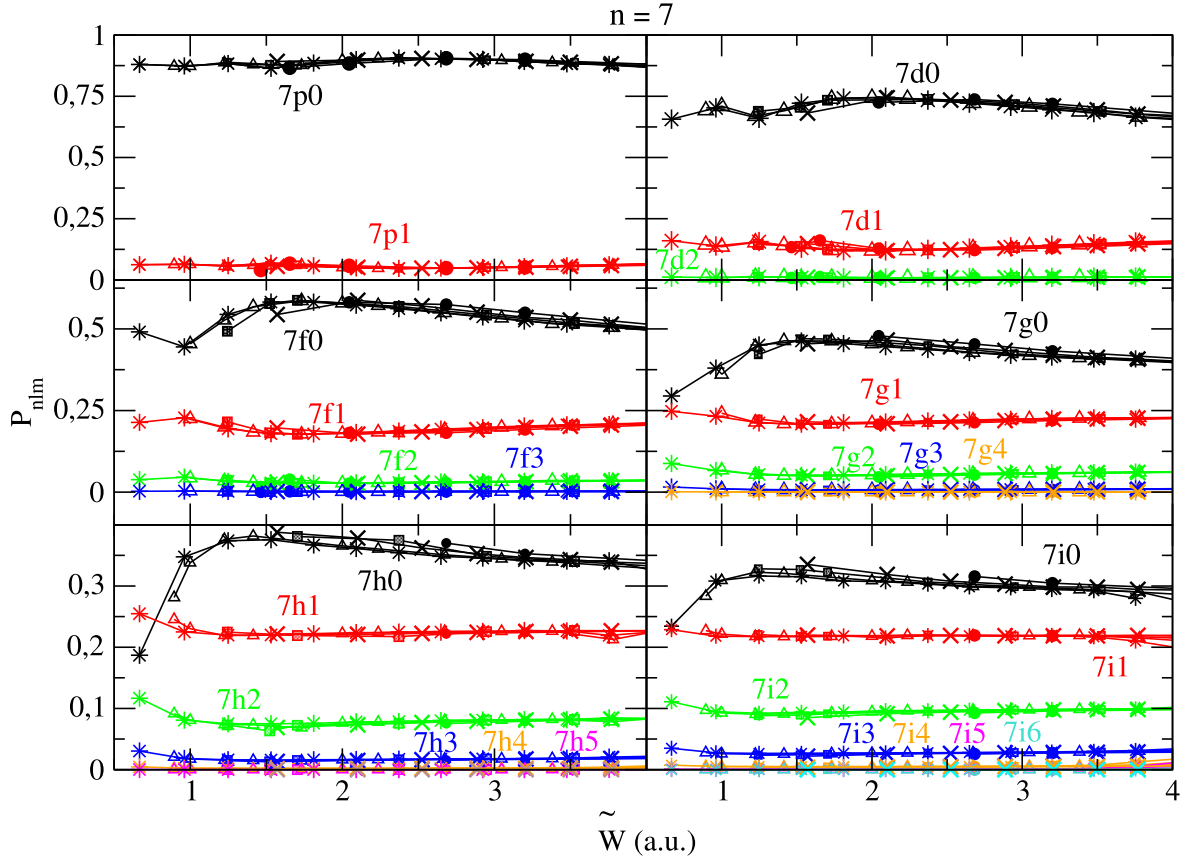 n = 7
1
0,75
0,5
0,25
0
7p0
7p1
7d0
7d1
7d2
0,5
0,25
0
7f0
7f1
7f2
7f3
7g0
7g1
7g2
7g3
7g4
P_nlm
0,3
0,2
0,1
0
7h0
7h1
7h2
7h3
7h4
7h5
7i0
7i1
7i2
7i3
7i4
7i5
7i6
1
2
3
1
2
3
4
~
W (a.u.)